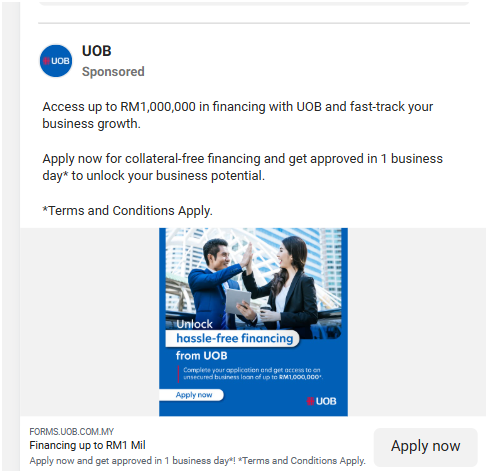 UOB
UOB
Sponsored
Access up to RM1,000,000 in financing with UOB and fast-track your
business growth.
Apply now for collateral-free financing and get approved in 1 business
day* to unlock your business potential.
*Terms and Conditions Apply.
Unlock
hassle-free financing
from UOB
Complete your application and get access to an
unsecured business loan of up to RM1,000,000*.
Apply now
UOB
FORMS.UOB.COM.MY
Financing up to RM1 Mil
Apply now and get approved in 1 business day*! *Terms and Conditions Apply.
Apply now